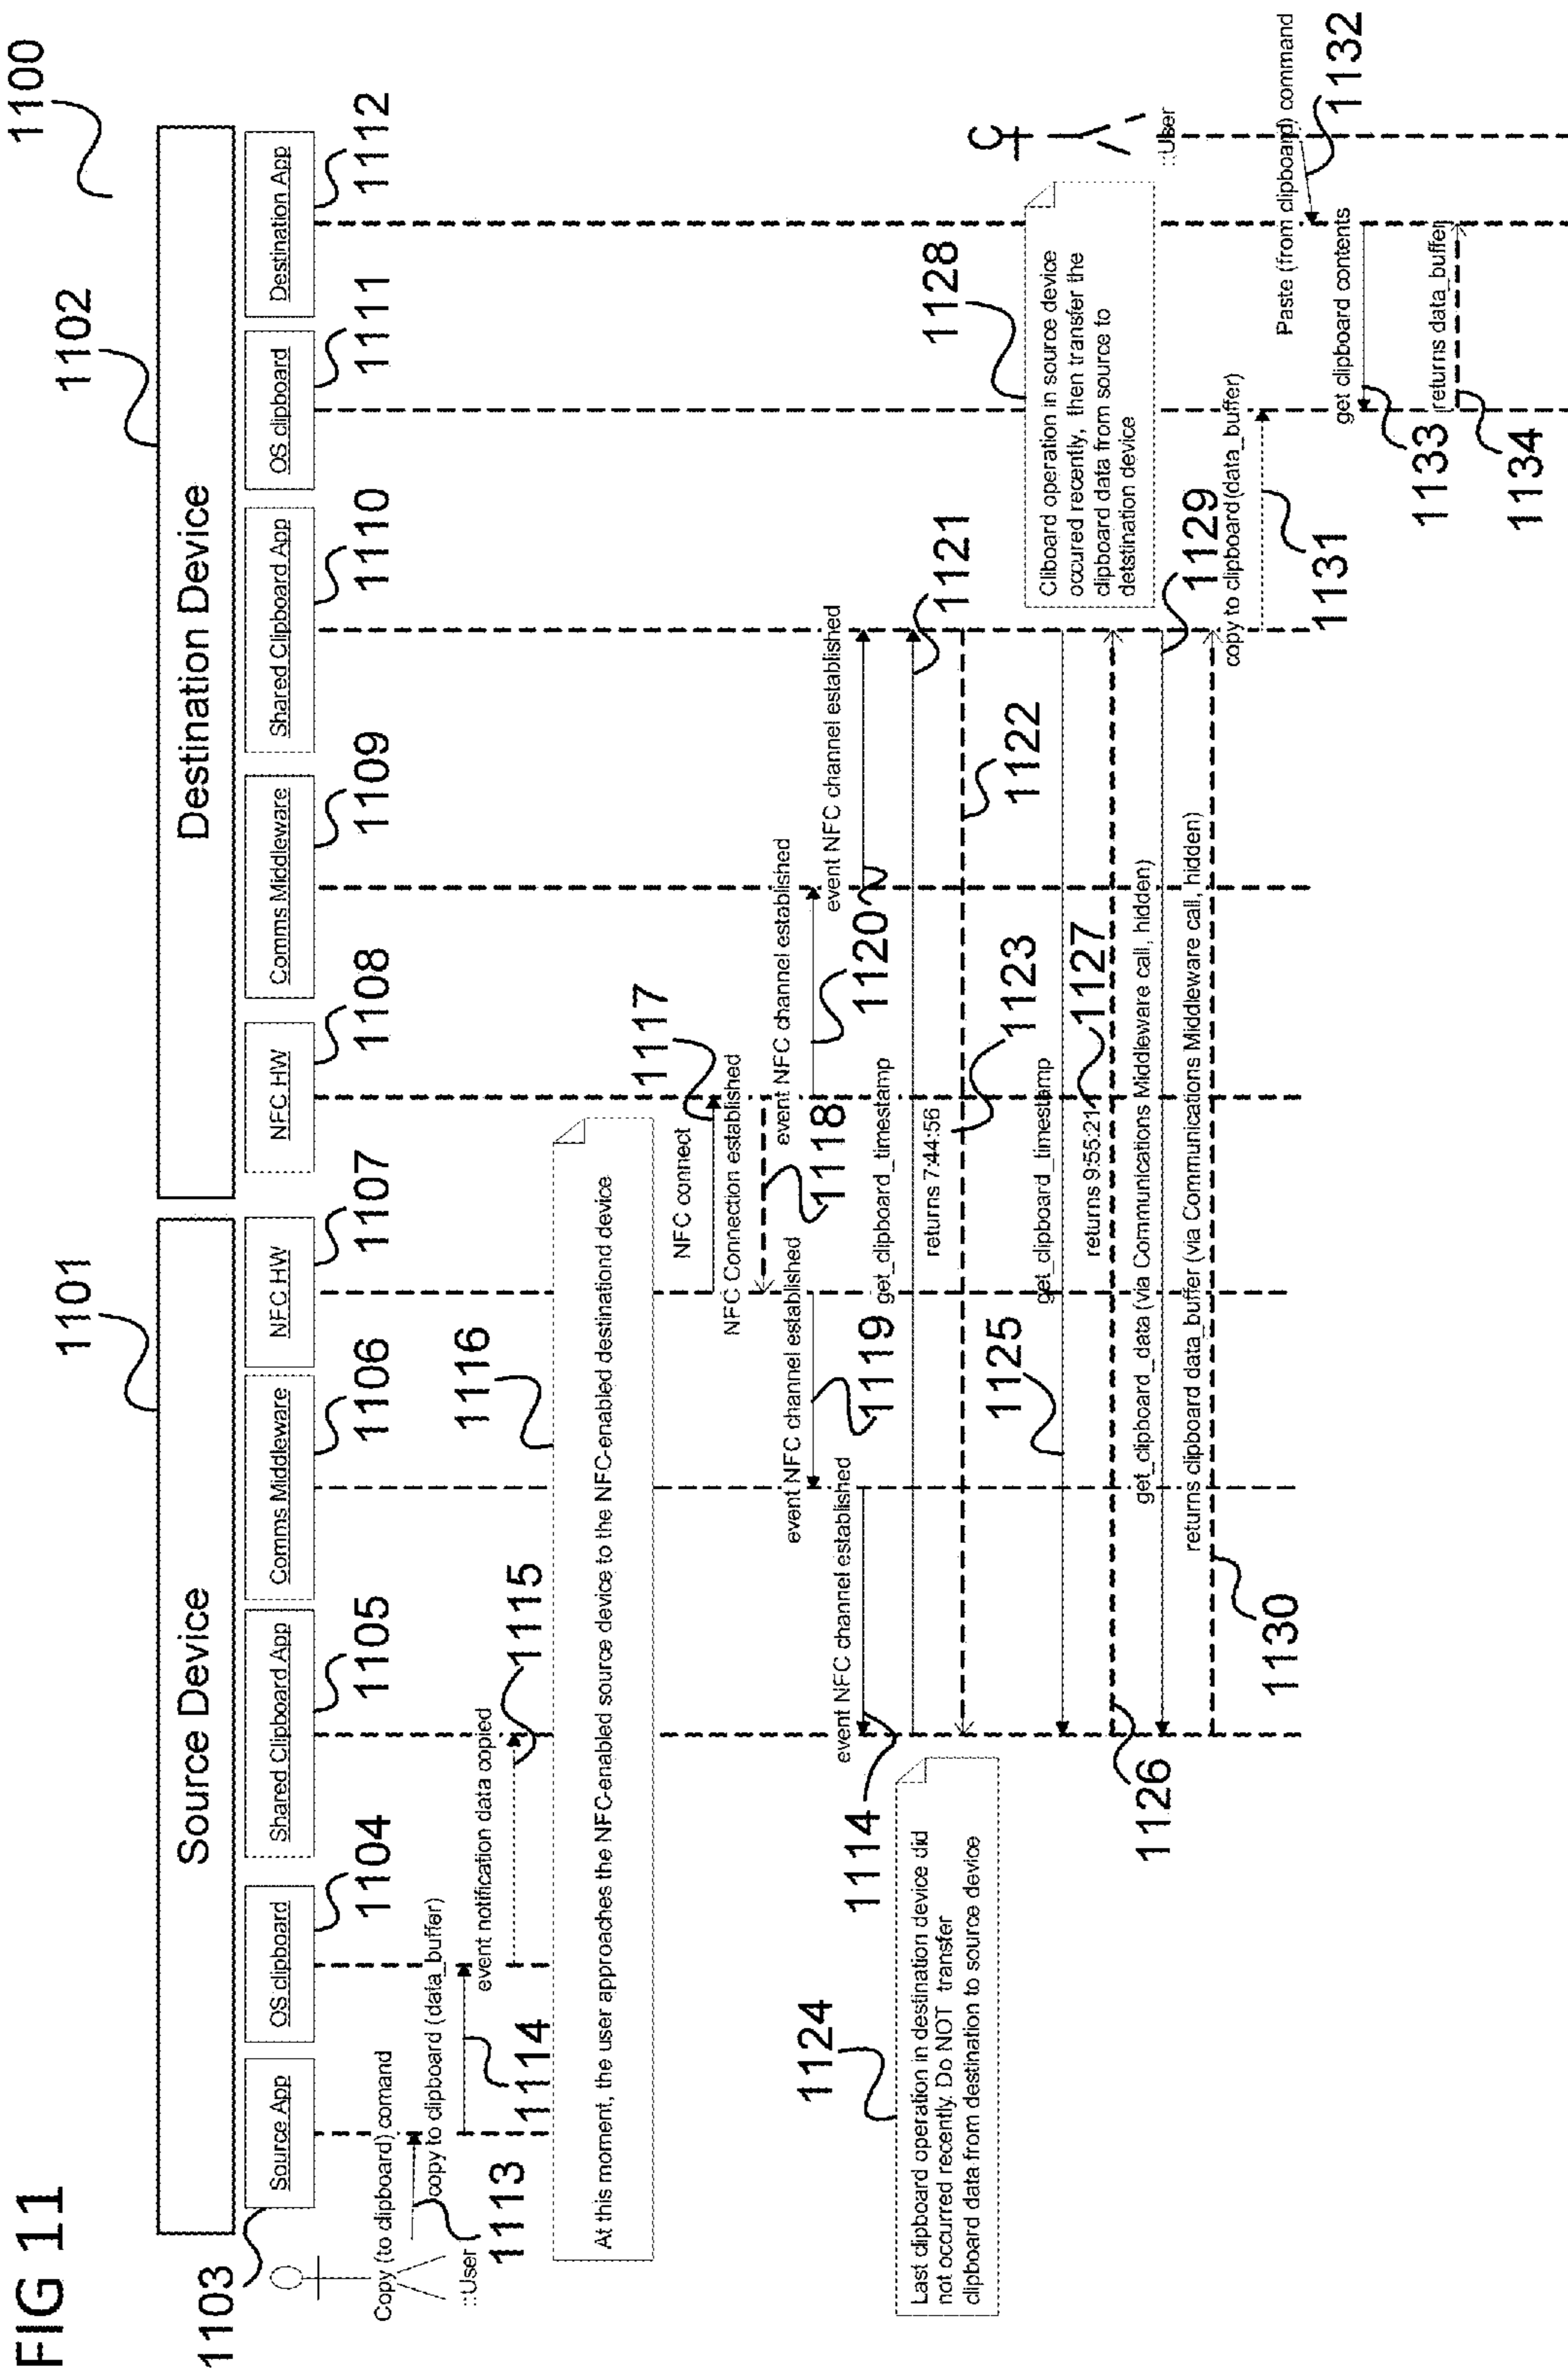 FIG 11
1100
1101
1102
Source Device
Destination Device
Source App
OS clipboard
Shared Clipboard App
Comms Middleware
NFC HW
NFC HW
Comms Middleware
Shared Clipboard App
OS clipboard
Destination App
1103
1104
1105
1106
1107
1108
1109
1110
1111
1112
Copy (to clipboard) comand
::User
1113
copy to clipboard (data_buffer)
1114
event notification data copied
1115
1116
At this moment, the user approaches the NFC-enabled source device to the NFC-enabled destinationd device
NFC connect
1117
NFC Connection established
1118
event NFC channel established
1119
event NFC channel established
1120
event NFC channel established
1114
event NFC channel established
get_clipboard_timestamp
1121
returns 7:44:56
1122
1123
1124
Last clipboard operation in destination device did
not occurred recently. Do NOT transfer
clipboard data from destination to source device
get_clipboard_timestamp
1125
returns 9:55:21
1126
1127
1128
Cliboard operation in source device
occured recently, then transfer the
clipboard data from source to
detstination device
get_clipboard_data (via Communications Middleware call, hidden)
1129
returns clipboard data_buffer (via Communications Middleware call, hidden)
1130
copy to clipboard(data_buffer)
1131
::User
Paste (from clipboard) command
1132
get clipboard contents
1133
returns data_buffer
1134